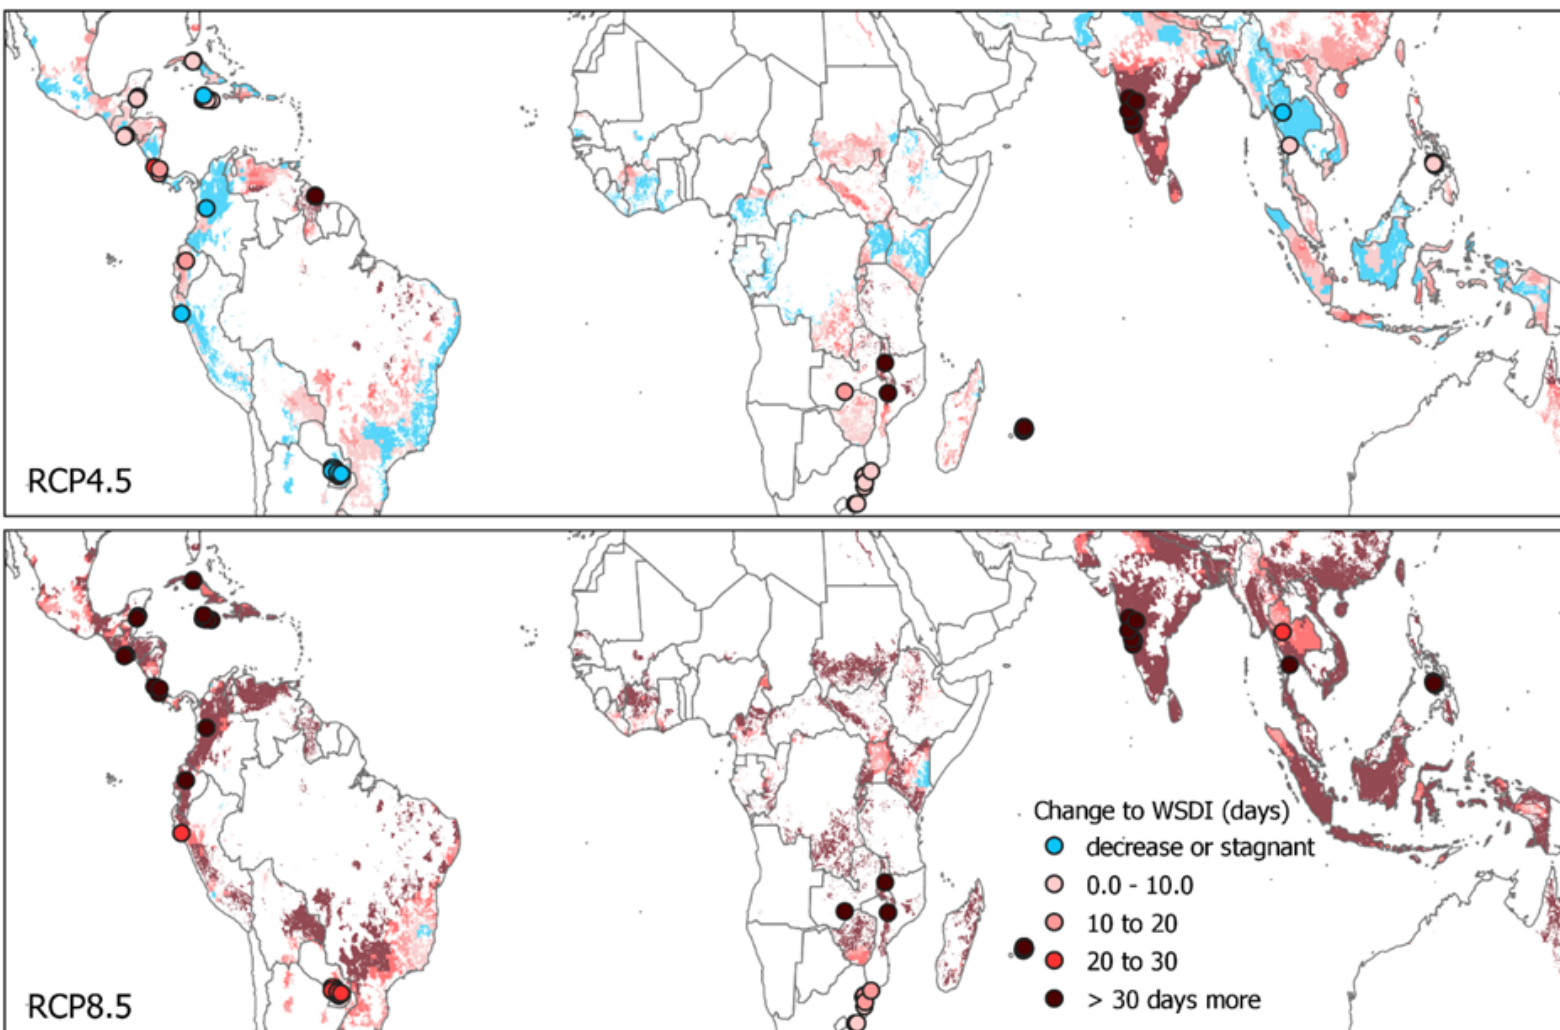 RCP4.5
Change to WSDI (days)
decrease or stagnant
0.0 - 10.0
10 to 20
20 to 30
> 30 days more
RCP8.5